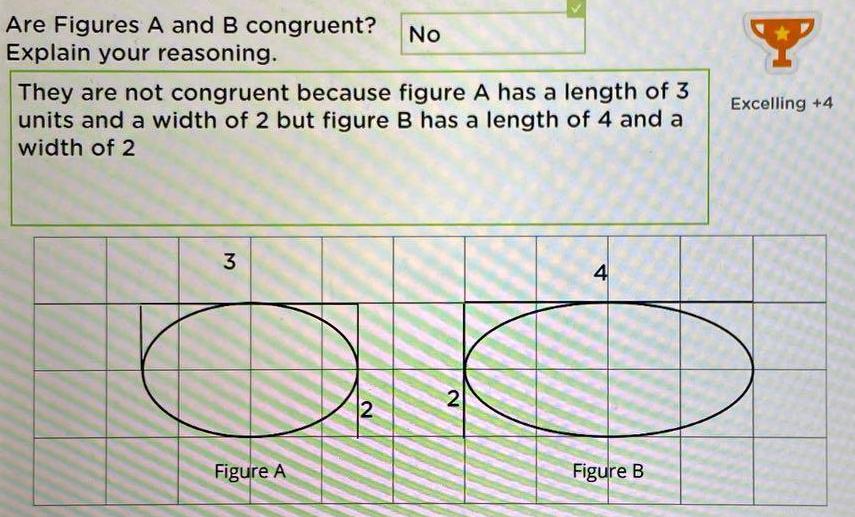 Are Figures A and B congruent?
Explain your reasoning.
No
They are not congruent because figure A has a length of 3
units and a width of 2 but figure B has a length of 4 and a
width of 2
Excelling +4
3
4
2
2
Figure A
Figure B